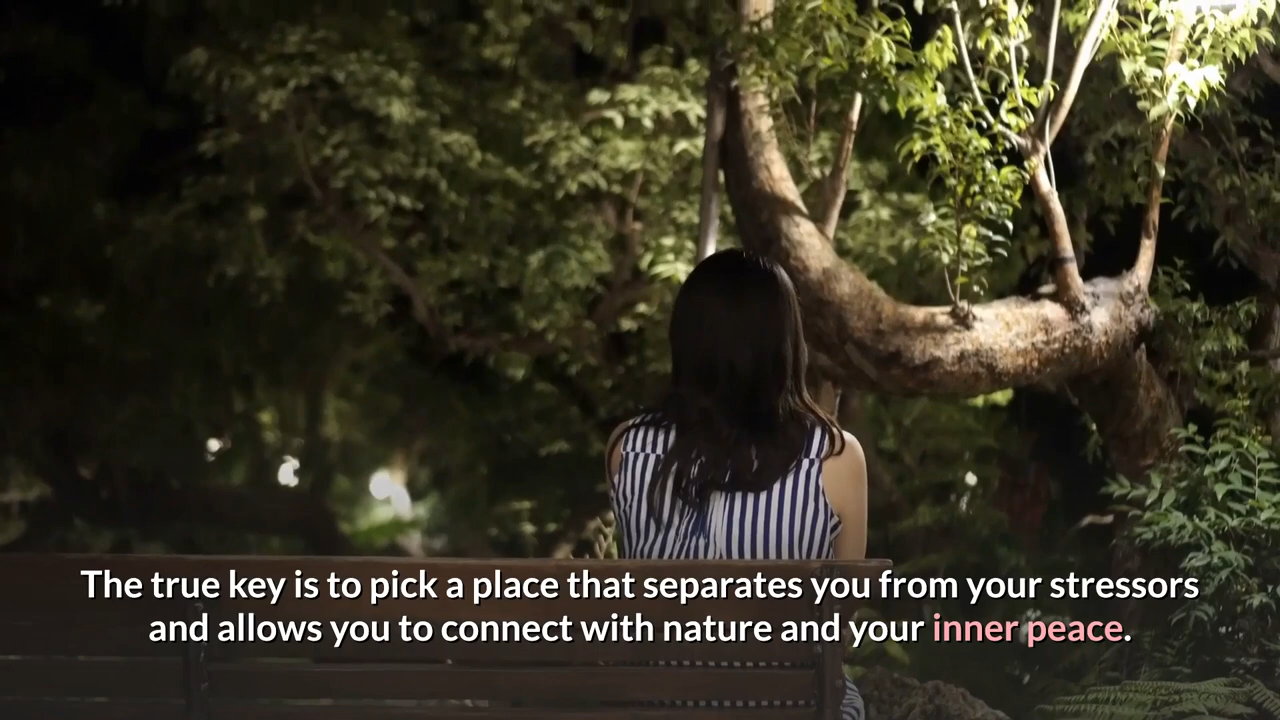 The true key is to pick a place that separates you from your stressors
and allows you to connect with nature and your inner peace.